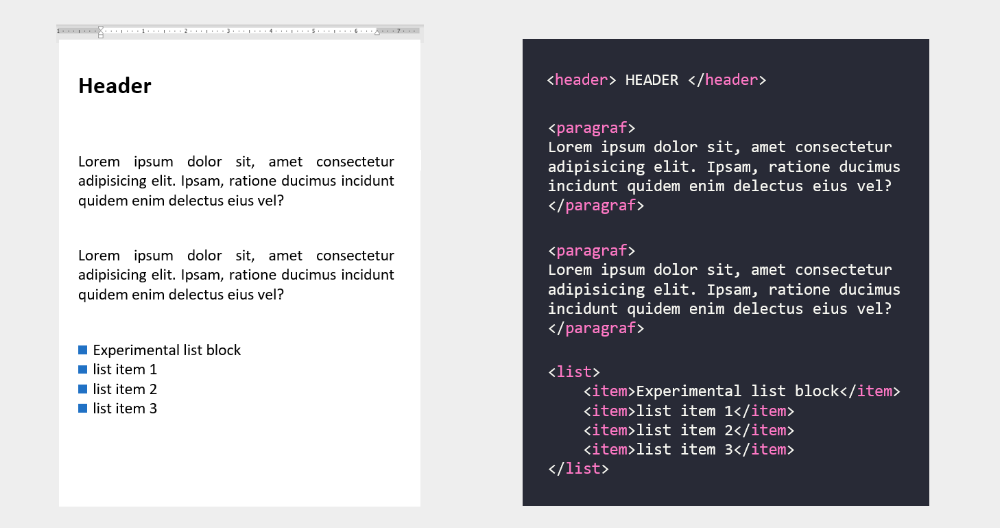 1 1 2 3 4 5 6 7
Header
Lorem ipsum dolor sit, amet consectetur
adipisicing elit. Ipsam, ratione ducimus incidunt
quidem enim delectus eius vel?
Lorem ipsum dolor sit, amet consectetur
adipisicing elit. Ipsam, ratione ducimus incidunt
quidem enim delectus eius vel?
Experimental list block
list item 1
list item 2
list item 3
<header> HEADER </header>
<paragraf>
Lorem ipsum dolor sit, amet consectetur
adipisicing elit. Ipsam, ratione ducimus
incidunt quidem enim delectus eius vel?
</paragraf>
<paragraf>
Lorem ipsum dolor sit, amet consectetur
adipisicing elit. Ipsam, ratione ducimus
incidunt quidem enim delectus eius vel?
</paragraf>
<list>
<item>Experimental list block</item>
<item>list item 1</item>
<item>list item 2</item>
<item>list item 3</item>
</list>